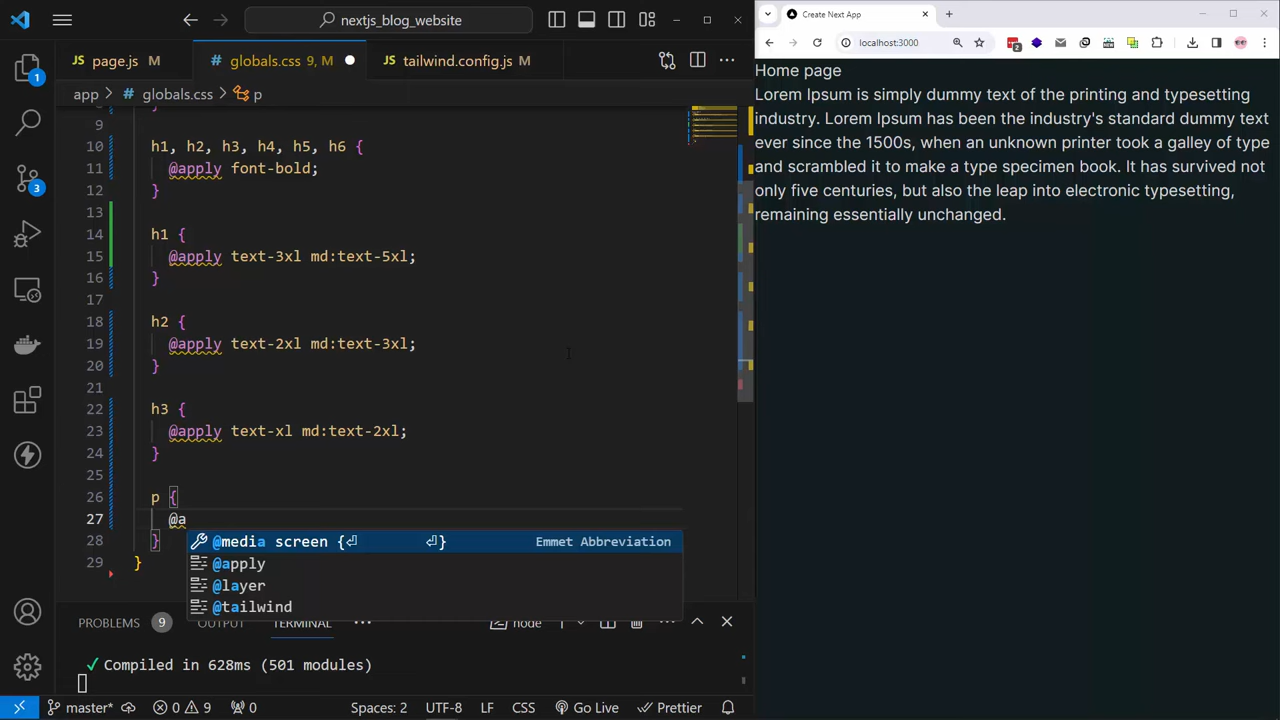 nextjs_blog_website
page.js M
globals.css 9, M
tailwind.config.js M
app > globals.css > p
9
10 h1, h2, h3, h4, h5, h6 {
11 @apply font-bold;
12 }
13
14 h1 {
15 @apply text-3xl md:text-5xl;
16 }
17
18 h2 {
19 @apply text-2xl md:text-3xl;
20 }
21
22 h3 {
23 @apply text-xl md:text-2xl;
24 }
25
26 p {
27 @a
28 }
29 }
@media screen {⏎ ⏎} Emmet Abbreviation
@apply
@layer
@tailwind
PROBLEMS 9 OUTPUT TERMINAL ··· node
✓ Compiled in 628ms (501 modules)
1
3
master* 0 9 0 Spaces: 2 UTF-8 LF CSS Go Live Prettier
Create Next App
localhost:3000
2
Home page
Lorem Ipsum is simply dummy text of the printing and typesetting
industry. Lorem Ipsum has been the industry's standard dummy text
ever since the 1500s, when an unknown printer took a galley of type
and scrambled it to make a type specimen book. It has survived not
only five centuries, but also the leap into electronic typesetting,
remaining essentially unchanged.